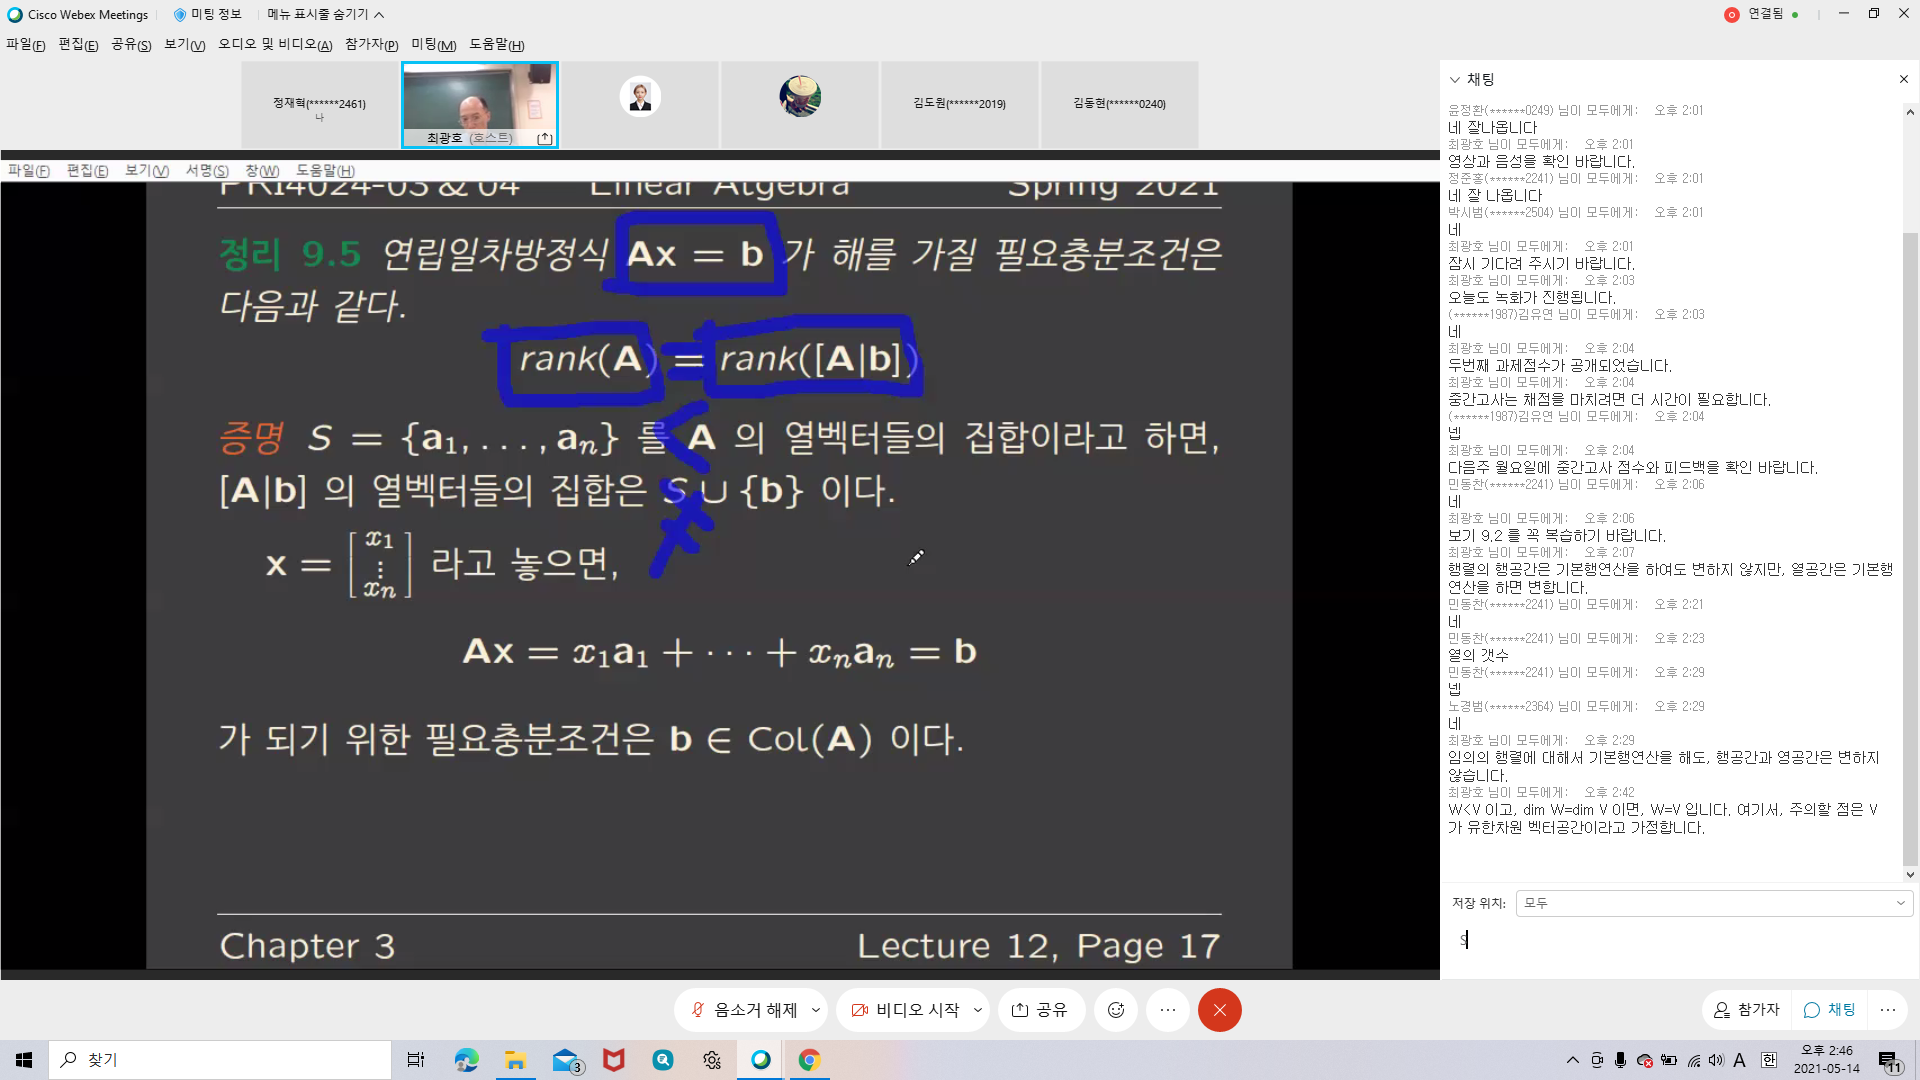 Cisco Webex Meetings 미팅 정보 메뉴 표시줄 숨기기 연결됨
파일(F) 편집(E) 공유(S) 보기(V) 오디오 및 비디오(A) 참가자(P) 미팅(M) 도움말(H)
정재혁(******2461)
나
최광호 (호스트)
김도원(******2019)
김동현(******0240)
파일(F) 편집(E) 보기(V) 서명(S) 창(W) 도움말(H)
PRI4024-03 & 04 Linear Algebra Spring 2021
정리 9.5 연립일차방정식 Ax = b 가 해를 가질 필요충분조건은
다음과 같다.
rank(A) = rank([A|b])
증명 S = {a₁, . . . , aₙ} 를 A 의 열벡터들의 집합이라고 하면,
[A|b] 의 열벡터들의 집합은 S ∪ {b} 이다.
x = [x₁ ⋮ xₙ] 라고 놓으면,
Ax = x₁a₁ + · · · + xₙaₙ = b
가 되기 위한 필요충분조건은 b ∈ Col(A) 이다.
Chapter 3 Lecture 12, Page 17
채팅
윤정환(******0249) 님이 모두에게: 오후 2:01
네 잘나옵니다
최광호 님이 모두에게: 오후 2:01
영상과 음성을 확인 바랍니다.
정준홍(******2241) 님이 모두에게: 오후 2:01
네 잘 나옵니다
박시범(******2504) 님이 모두에게: 오후 2:01
네
최광호 님이 모두에게: 오후 2:01
잠시 기다려 주시기 바랍니다.
최광호 님이 모두에게: 오후 2:03
오늘도 녹화가 진행됩니다.
(******1987)김유연 님이 모두에게: 오후 2:03
네
최광호 님이 모두에게: 오후 2:04
두번째 과제점수가 공개되었습니다.
최광호 님이 모두에게: 오후 2:04
중간고사는 채점을 마치려면 더 시간이 필요합니다.
(******1987)김유연 님이 모두에게: 오후 2:04
넵
최광호 님이 모두에게: 오후 2:04
다음주 월요일에 중간고사 점수와 피드백을 확인 바랍니다.
민동찬(******2241) 님이 모두에게: 오후 2:06
네
최광호 님이 모두에게: 오후 2:06
보기 9.2 를 꼭 복습하기 바랍니다.
최광호 님이 모두에게: 오후 2:07
행렬의 행공간은 기본행연산을 하여도 변하지 않지만, 열공간은 기본행
연산을 하면 변합니다.
민동찬(******2241) 님이 모두에게: 오후 2:21
네
민동찬(******2241) 님이 모두에게: 오후 2:23
열의 갯수
민동찬(******2241) 님이 모두에게: 오후 2:29
넵
노경범(******2364) 님이 모두에게: 오후 2:29
네
최광호 님이 모두에게: 오후 2:29
임의의 행렬에 대해서 기본행연산을 해도, 행공간과 영공간은 변하지
않습니다.
최광호 님이 모두에게: 오후 2:42
W<V 이고, dim W=dim V 이면, W=V 입니다. 여기서, 주의할 점은 V
가 유한차원 벡터공간이라고 가정합니다.
저장 위치: 모두
S
음소거 해제 비디오 시작 공유 참가자 채팅
찾기 3 A 한 오후 2:46
2021-05-14 11